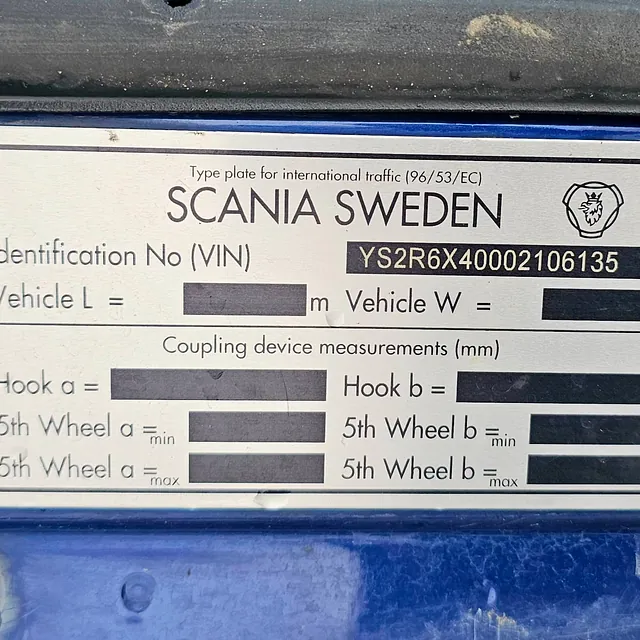 Type plate for international traffic (96/53/EC)
SCANIA SWEDEN
dentification No (VIN) YS2R6X40002106135
Vehicle L = m Vehicle W =
Coupling device measurements (mm)
Hook a = Hook b =
5th Wheel a =min 5th Wheel b =min
5th Wheel a =max 5th Wheel b =max